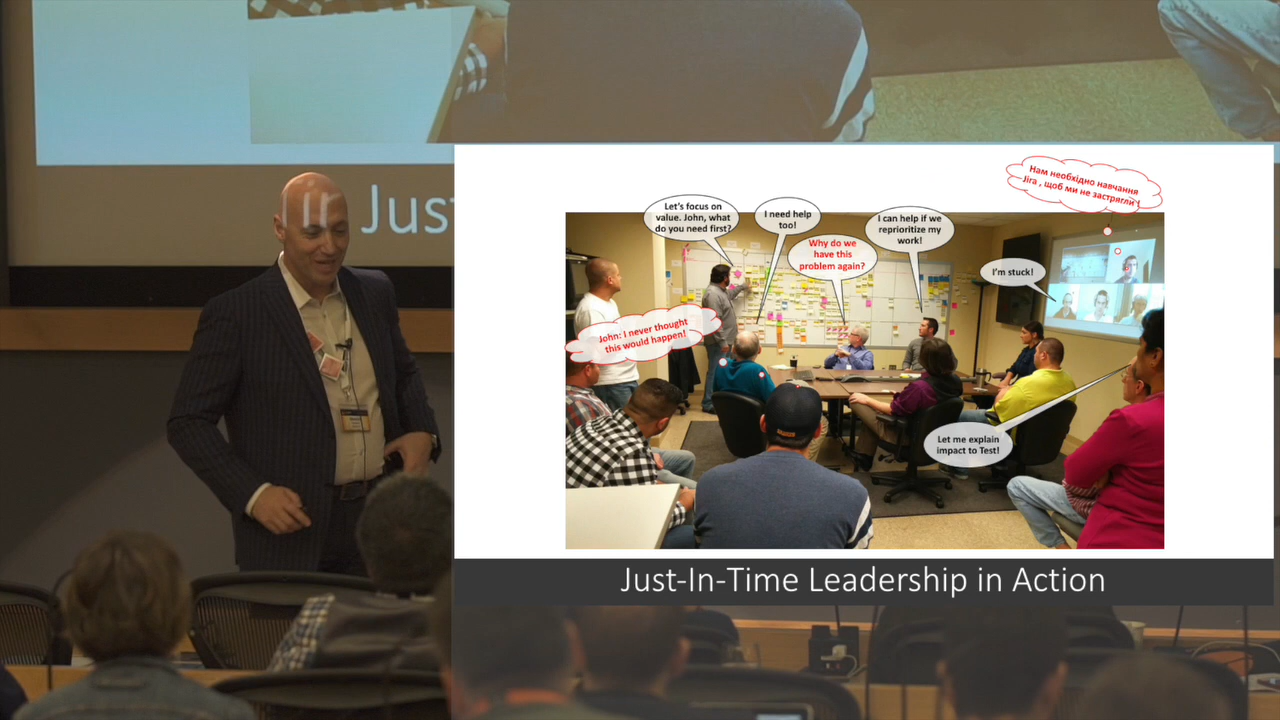 Jus
Нам необхідно навчання
Jira , щоб ми не застрягли !
Let's focus on
value. John, what
do you need first?
I need help
too!
I can help if we
reprioritize my
work!
Why do we
have this
problem again?
I'm stuck!
John: I never thought
this would happen!
Let me explain
impact to Test!
Just-In-Time Leadership in Action